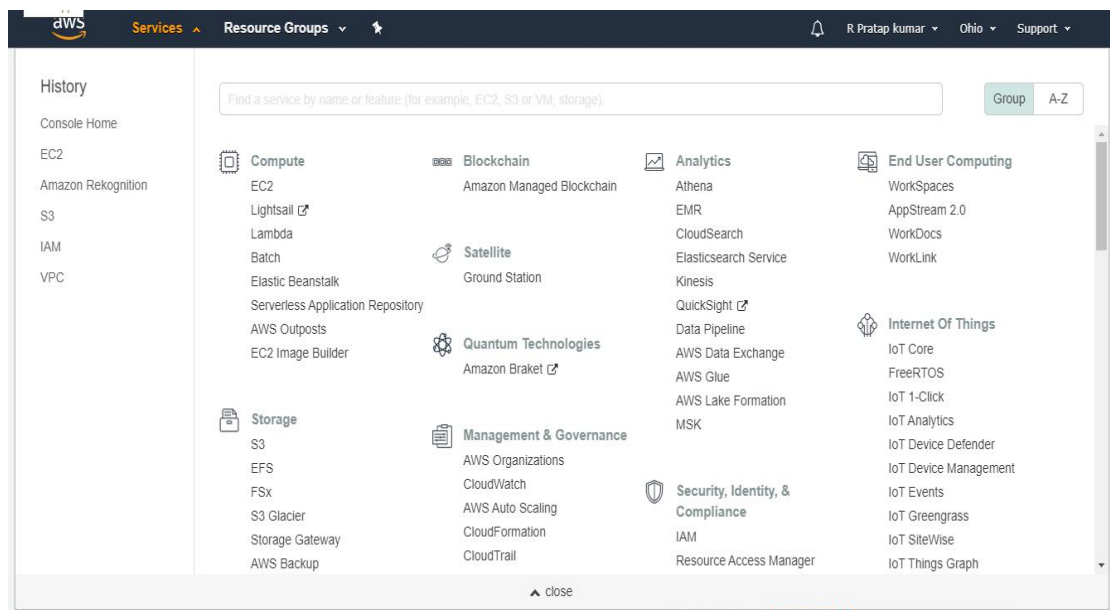 aws
Services
Resource Groups
R Pratap kumar
Ohio
Support
History
Console Home
EC2
Amazon Rekognition
S3
IAM
VPC
Find a service by name or feature (for example, EC2, S3 or VM, storage).
Group
A-Z
Compute
EC2
Lightsail
Lambda
Batch
Elastic Beanstalk
Serverless Application Repository
AWS Outposts
EC2 Image Builder
Storage
S3
EFS
FSx
S3 Glacier
Storage Gateway
AWS Backup
Blockchain
Amazon Managed Blockchain
Satellite
Ground Station
Quantum Technologies
Amazon Braket
Management & Governance
AWS Organizations
CloudWatch
AWS Auto Scaling
CloudFormation
CloudTrail
Analytics
Athena
EMR
CloudSearch
Elasticsearch Service
Kinesis
QuickSight
Data Pipeline
AWS Data Exchange
AWS Glue
AWS Lake Formation
MSK
Security, Identity, &
Compliance
IAM
Resource Access Manager
End User Computing
WorkSpaces
AppStream 2.0
WorkDocs
WorkLink
Internet Of Things
IoT Core
FreeRTOS
IoT 1-Click
IoT Analytics
IoT Device Defender
IoT Device Management
IoT Events
IoT Greengrass
IoT SiteWise
IoT Things Graph
close